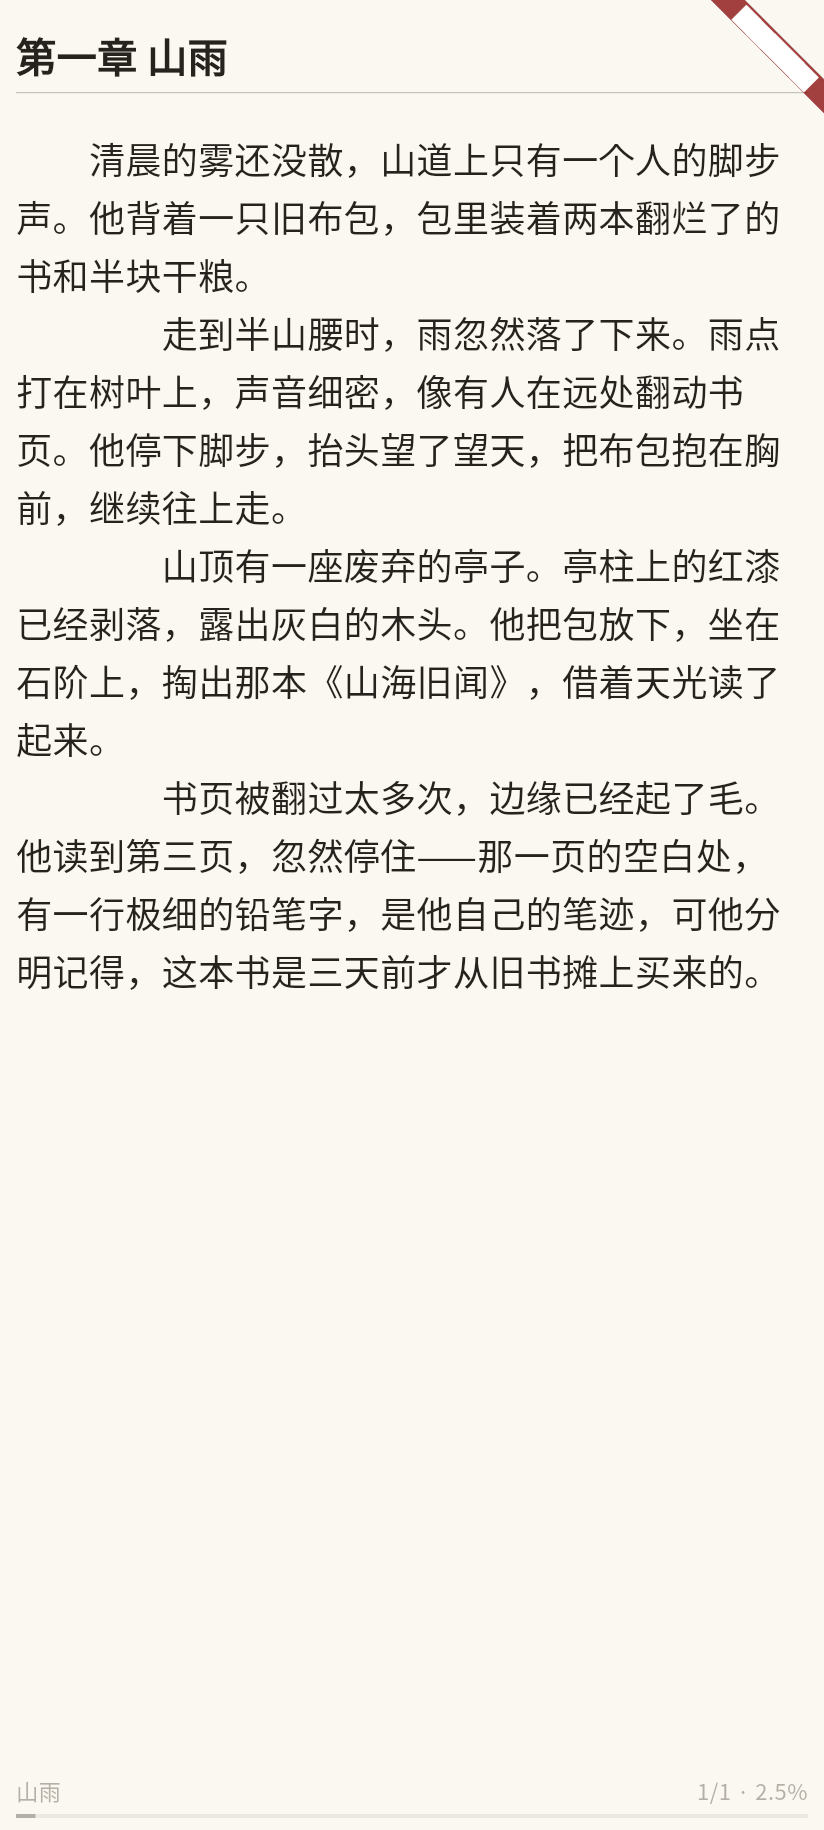 第一章 山雨
清晨的雾还没散，山道上只有一个人的脚步
声。他背着一只旧布包，包里装着两本翻烂了的
书和半块干粮。
走到半山腰时，雨忽然落了下来。雨点
打在树叶上，声音细密，像有人在远处翻动书
页。他停下脚步，抬头望了望天，把布包抱在胸
前，继续往上走。
山顶有一座废弃的亭子。亭柱上的红漆
已经剥落，露出灰白的木头。他把包放下，坐在
石阶上，掏出那本《山海旧闻》，借着天光读了
起来。
书页被翻过太多次，边缘已经起了毛。
他读到第三页，忽然停住——那一页的空白处，
有一行极细的铅笔字，是他自己的笔迹，可他分
明记得，这本书是三天前才从旧书摊上买来的。
山雨
1/1 · 2.5%